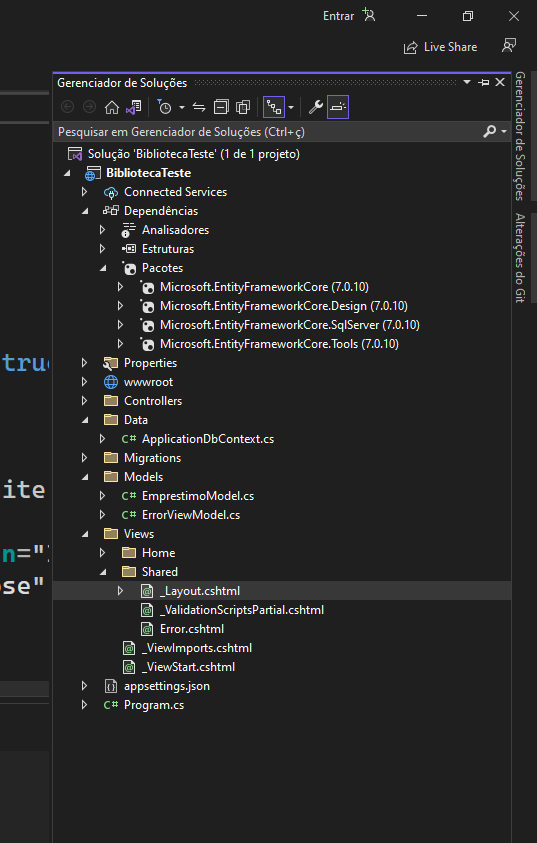 Entrar
Live Share
Gerenciador de Soluções
Pesquisar em Gerenciador de Soluções (Ctrl+ç)
Solução 'BibliotecaTeste' (1 de 1 projeto)
BibliotecaTeste
Connected Services
Dependências
Analisadores
Estruturas
Pacotes
Microsoft.EntityFrameworkCore (7.0.10)
Microsoft.EntityFrameworkCore.Design (7.0.10)
Microsoft.EntityFrameworkCore.SqlServer (7.0.10)
Microsoft.EntityFrameworkCore.Tools (7.0.10)
Properties
wwwroot
Controllers
Data
C# ApplicationDbContext.cs
Migrations
Models
C# EmprestimoModel.cs
C# ErrorViewModel.cs
Views
Home
Shared
_Layout.cshtml
_ValidationScriptsPartial.cshtml
Error.cshtml
_ViewImports.cshtml
_ViewStart.cshtml
appsettings.json
C# Program.cs
Gerenciador de Soluções
Alterações do Git
true
ite
n="
ose"